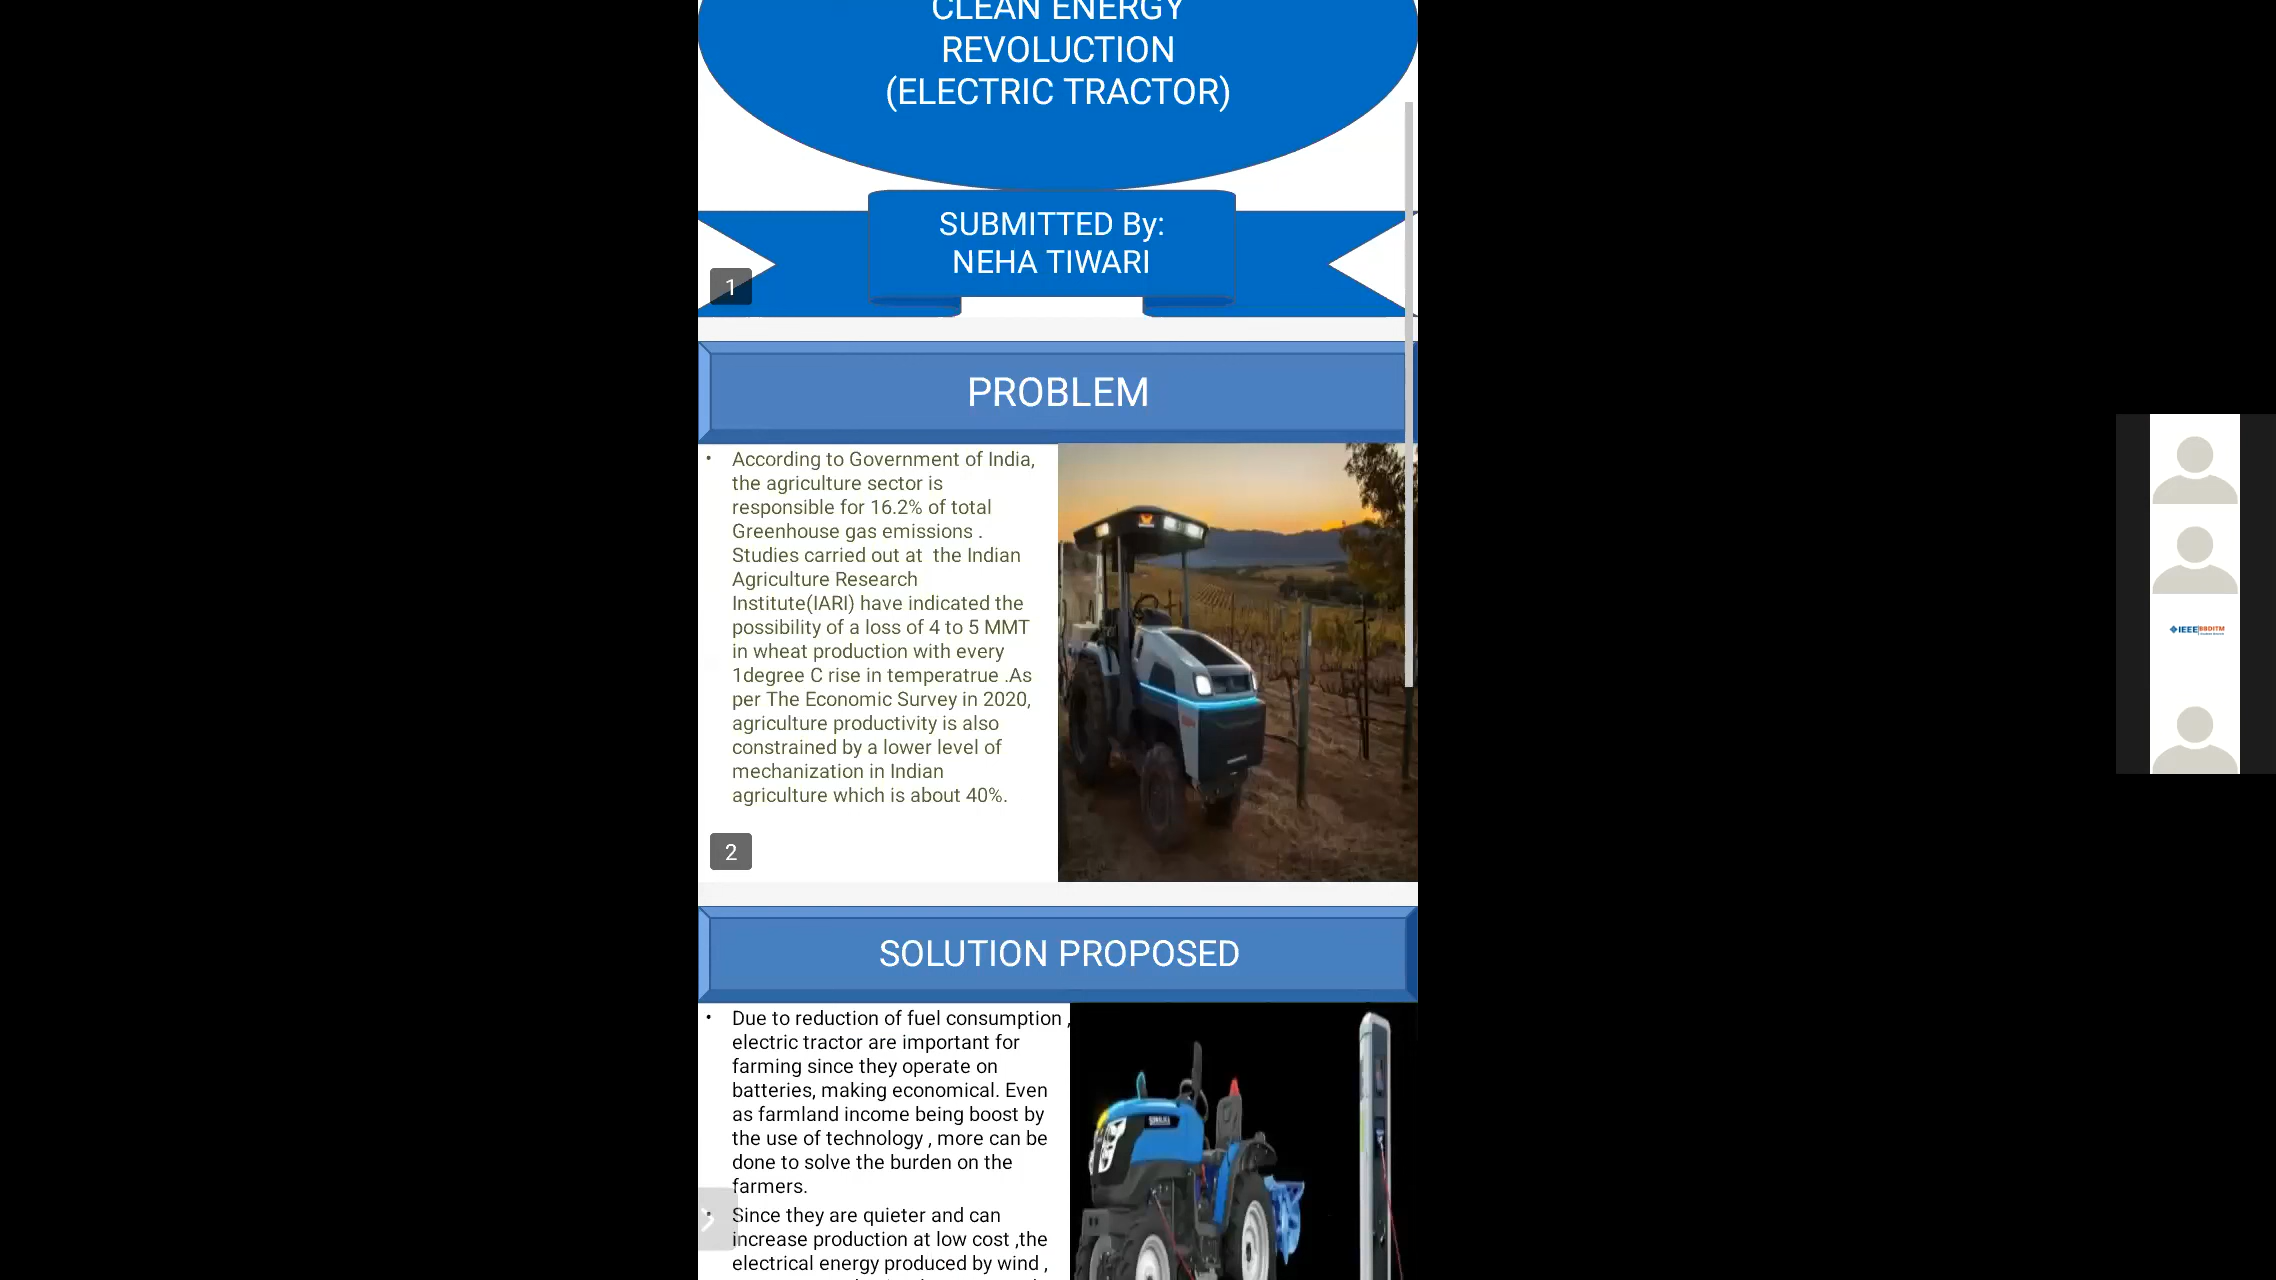 CLEAN ENERGY
REVOLUCTION
(ELECTRIC TRACTOR)
SUBMITTED By:
NEHA TIWARI
1
PROBLEM
• According to Government of India,
the agriculture sector is
responsible for 16.2% of total
Greenhouse gas emissions .
Studies carried out at  the Indian
Agriculture Research
Institute(IARI) have indicated the
possibility of a loss of 4 to 5 MMT
in wheat production with every
1degree C rise in temperatrue .As
per The Economic Survey in 2020,
agriculture productivity is also
constrained by a lower level of
mechanization in Indian
agriculture which is about 40%.
2
SOLUTION PROPOSED
• Due to reduction of fuel consumption ,
electric tractor are important for
farming since they operate on
batteries, making economical. Even
as farmland income being boost by
the use of technology , more can be
done to solve the burden on the
farmers.
• Since they are quieter and can
increase production at low cost ,the
electrical energy produced by wind ,
IEEE BBDITM